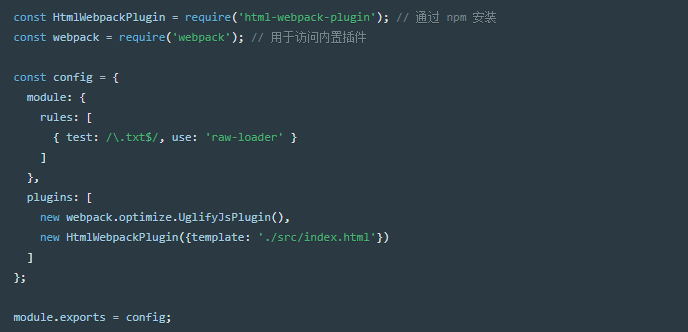 const HtmlWebpackPlugin = require('html-webpack-plugin'); // 通过 npm 安装
const webpack = require('webpack'); // 用于访问内置插件

const config = {
  module: {
    rules: [
      { test: /\.txt$/, use: 'raw-loader' }
    ]
  },
  plugins: [
    new webpack.optimize.UglifyJsPlugin(),
    new HtmlWebpackPlugin({template: './src/index.html'})
  ]
};

module.exports = config;